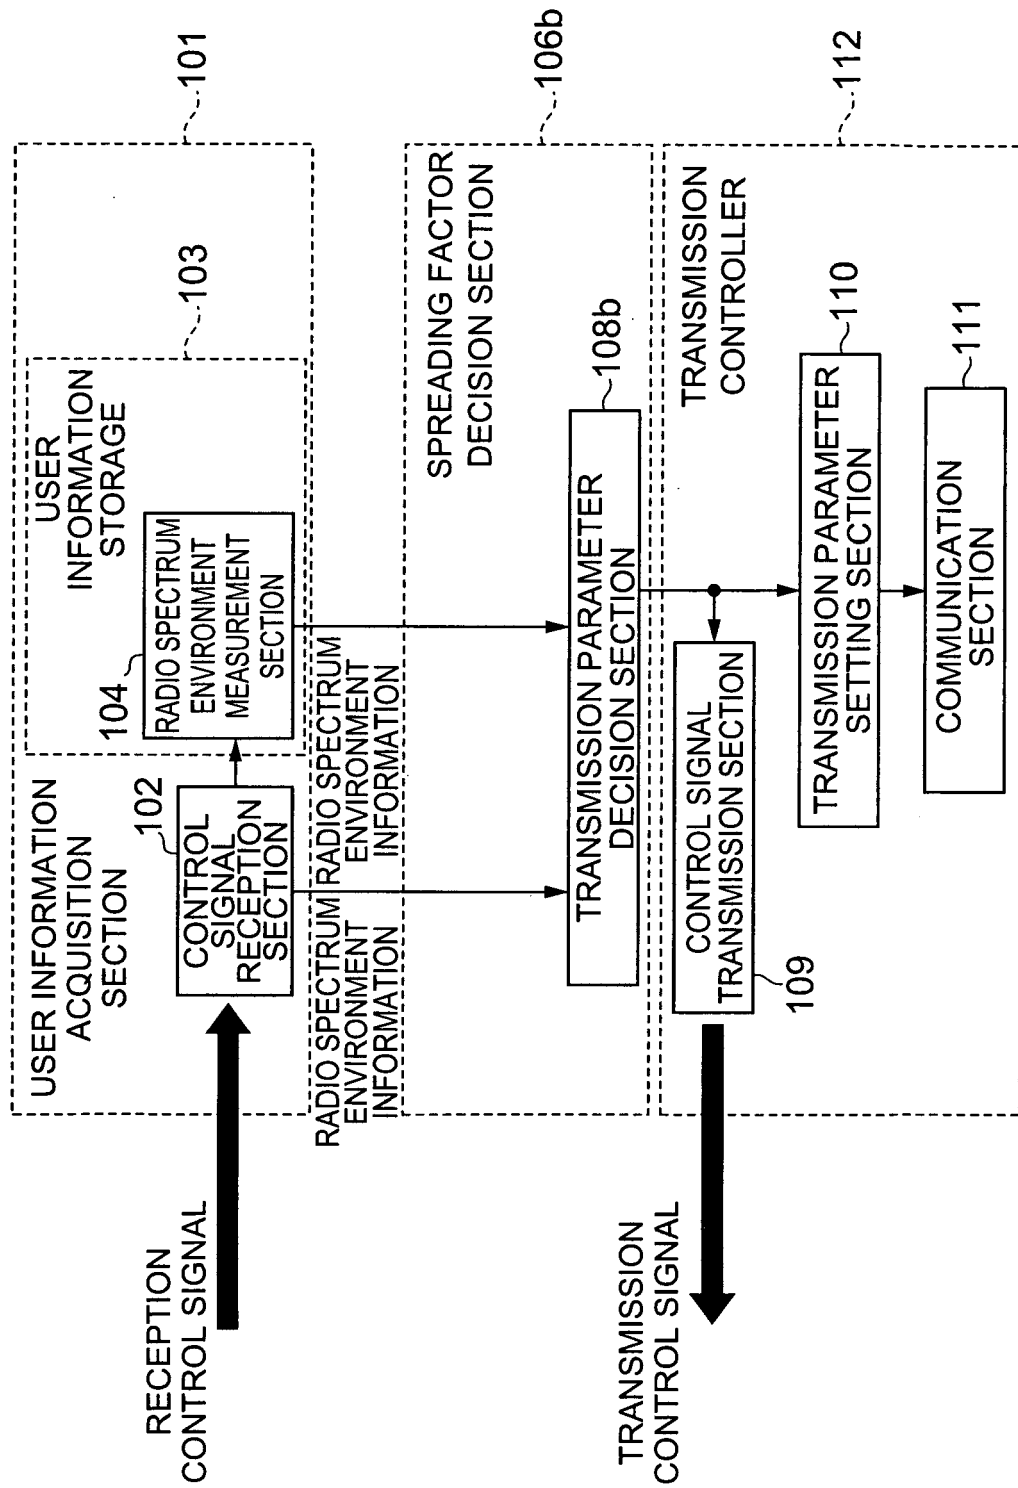 RECEPTION
CONTROL SIGNAL
USER INFORMATION
ACQUISITION
SECTION
102
CONTROL
SIGNAL
RECEPTION
SECTION
USER
INFORMATION
STORAGE
104
RADIO SPECTRUM
ENVIRONMENT
MEASUREMENT
SECTION
103
101
RADIO SPECTRUM
ENVIRONMENT
INFORMATION
RADIO SPECTRUM
ENVIRONMENT
INFORMATION
SPREADING FACTOR
DECISION SECTION
106b
TRANSMISSION PARAMETER
DECISION SECTION
108b
TRANSMISSION
CONTROL SIGNAL
TRANSMISSION
CONTROLLER
112
CONTROL SIGNAL
TRANSMISSION SECTION
109
TRANSMISSION PARAMETER
SETTING SECTION
110
COMMUNICATION
SECTION
111